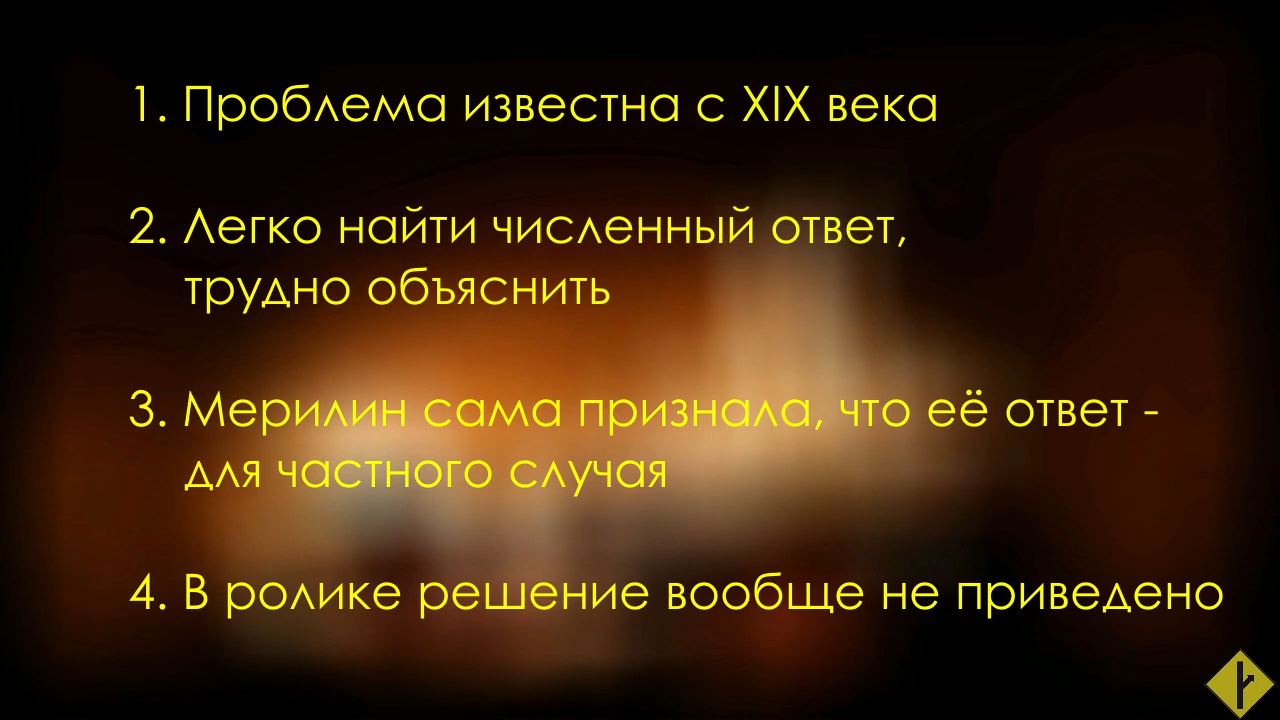 1. Проблема известна с XIX века
2. Легко найти численный ответ,
трудно объяснить
3. Мерилин сама признала, что её ответ -
для частного случая
4. В ролике решение вообще не приведено